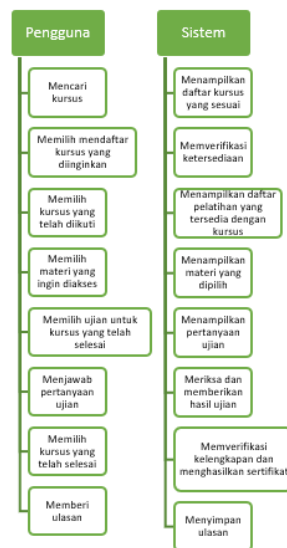 Pengguna
Mencari
kursus
Memilih mendaftar
kursus yang
diinginkan
Memilih
kursus yang
telah diikuti
Memilih
materi yang
ingin diakses
Memilih ujian untuk
kursus yang telah
selesai
Menjawab
pertanyaan
ujian
Memilih
kursus yang
telah selesai
Memberi
ulasan
Sistem
Menampilkan
daftar kursus
yang sesuai
Memverifikasi
ketersediaan
Menampilkan daftar
pelatihan yang
tersedia dengan
kursus
Menampilkan
materi yang
dipilih
Menampilkan
pertanyaan
ujian
Meriksa dan
memberikan
hasil ujian
Memverifikasi
kelengkapan dan
menghasilkan sertifikat
Menyimpan
ulasan